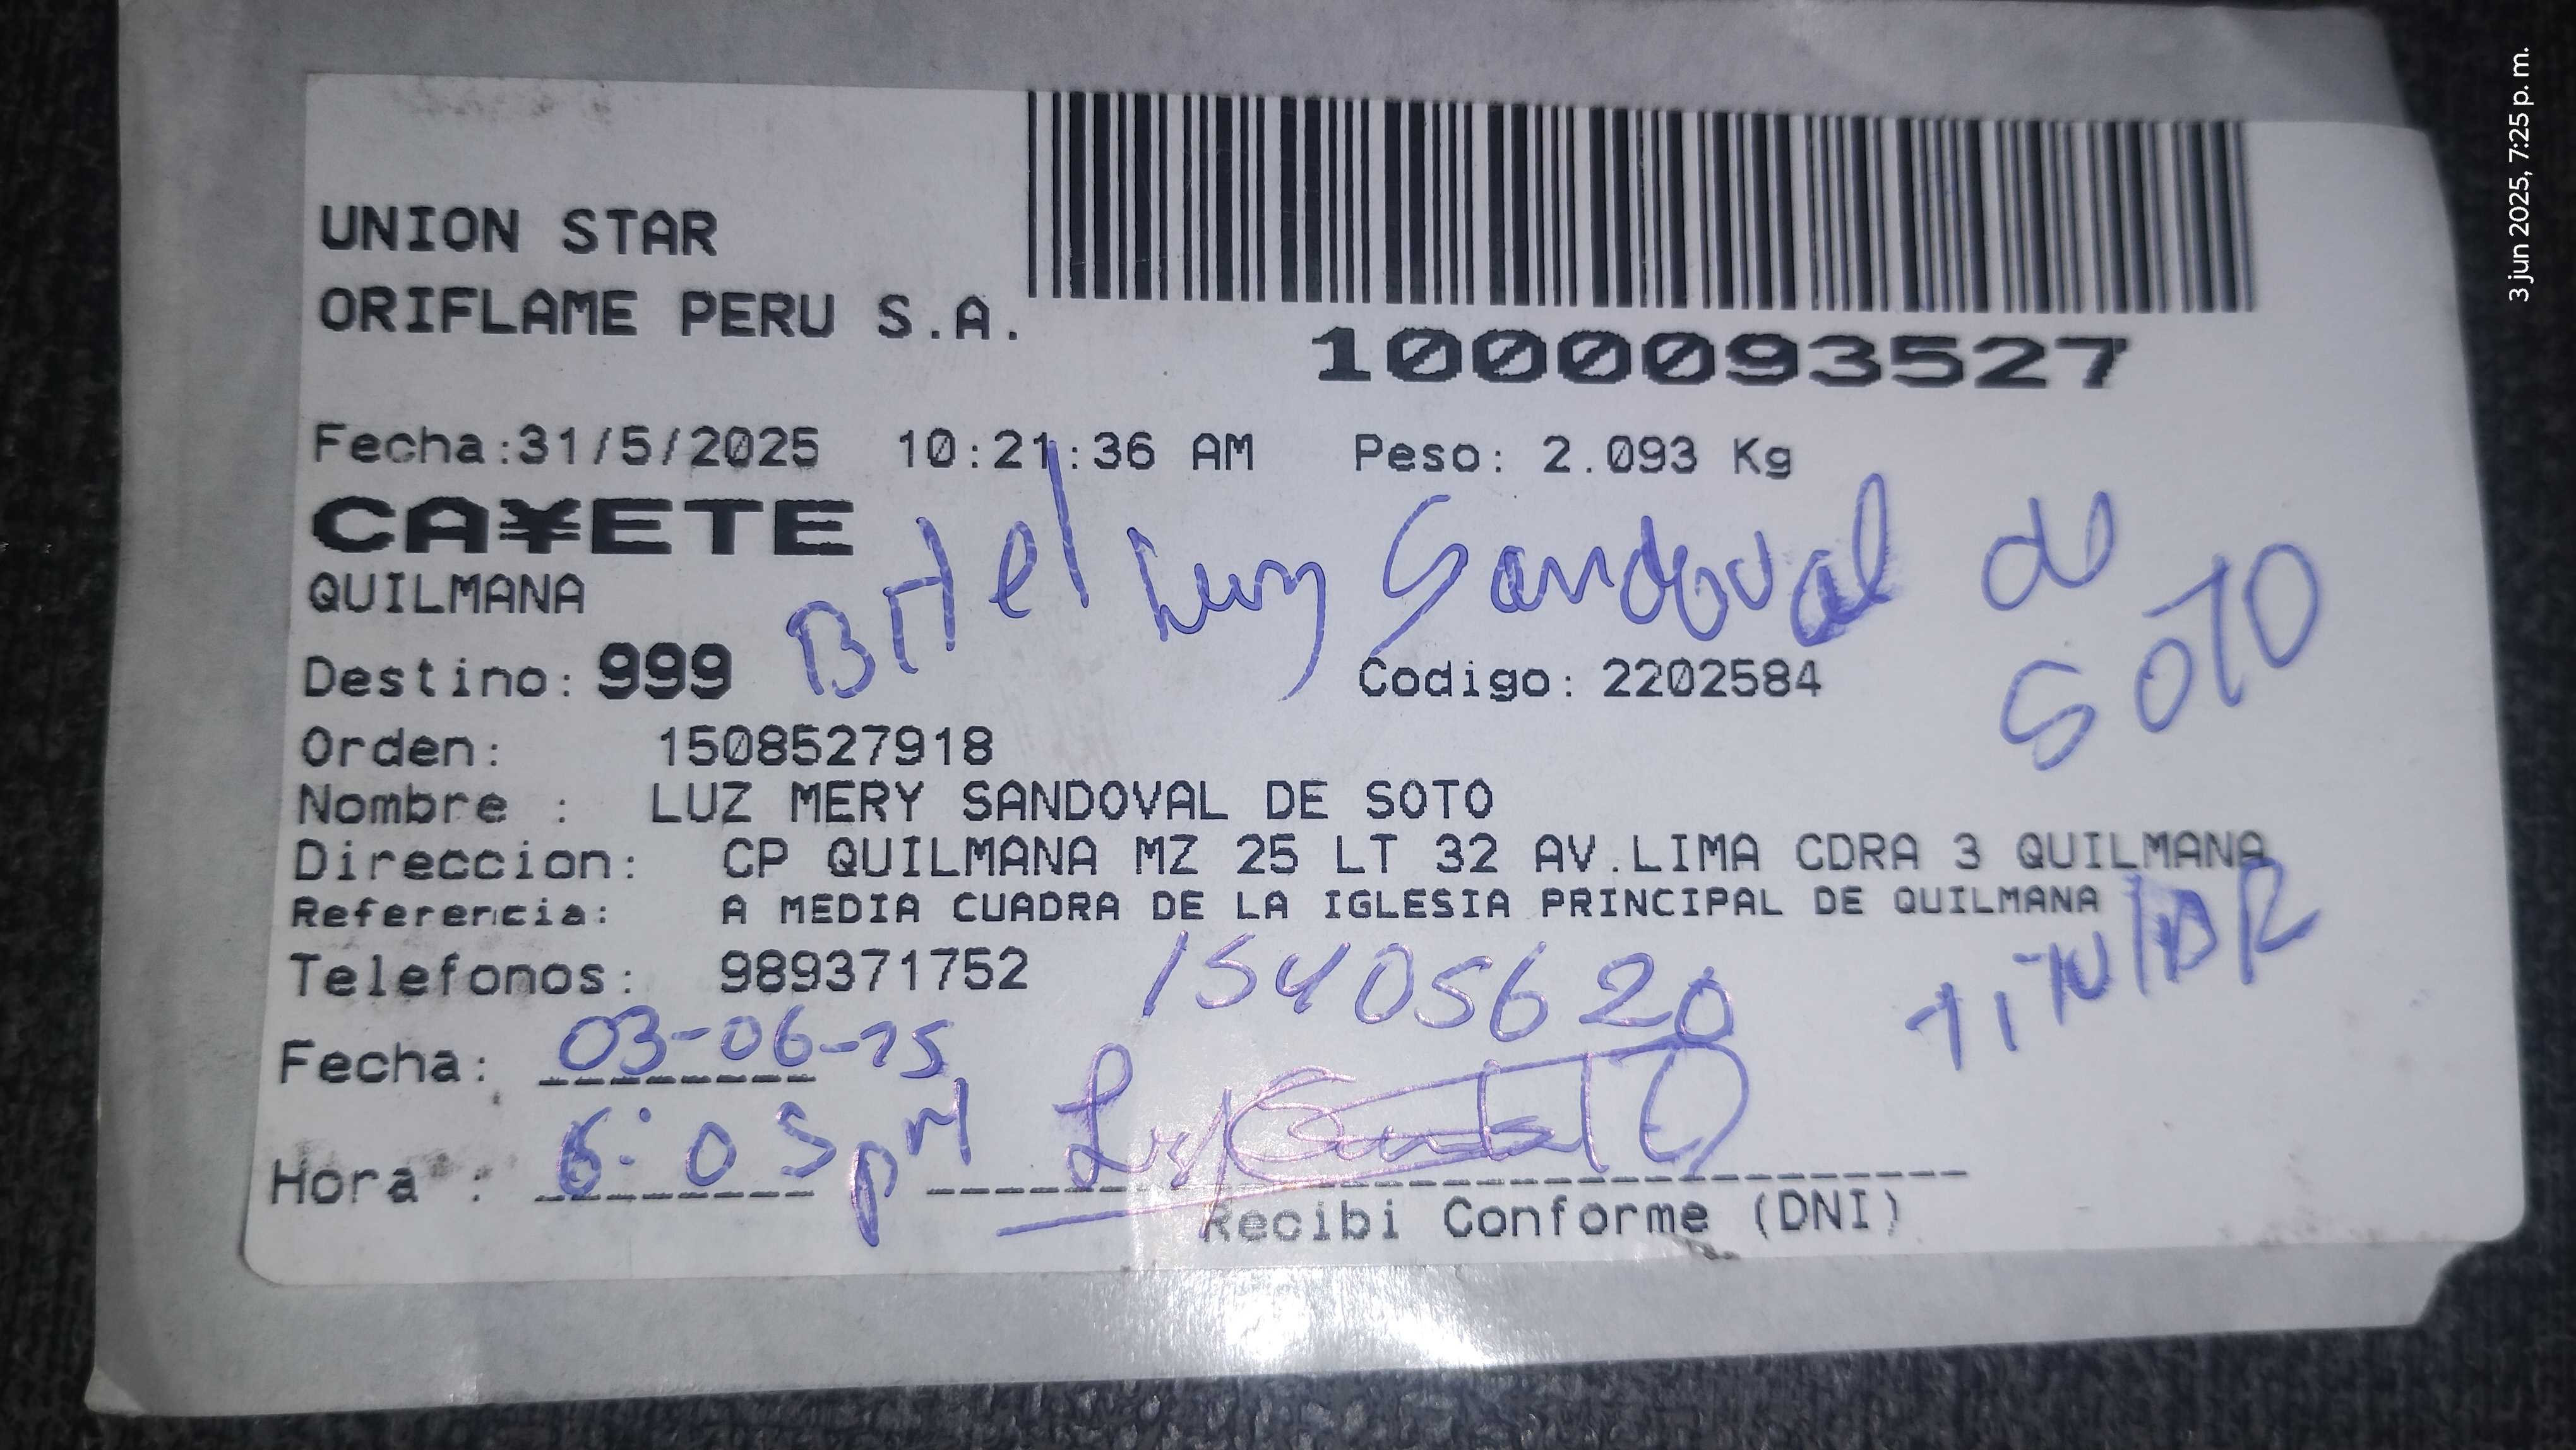 UNION STAR
ORIFLAME PERU S.A.
1000093527
Fecha:31/5/2025 10:21:36 AM Peso: 2.093 Kg
CA¥ETE
QUILMANA
Luz Sandoval de
SOTO
Destino: 999 Codigo: 2202584
Orden: 1508527918
Nombre : LUZ MERY SANDOVAL DE SOTO
Direccion: CP QUILMANA MZ 25 LT 32 AV.LIMA CDRA 3 QUILMANA
Referencia: A MEDIA CUADRA DE LA IGLESIA PRINCIPAL DE QUILMANA
Telefonos: 989371752
15405620
Fecha: 03-06-25
Hora : 6:05 pM
Recibi Conforme (DNI)
3 jun 2025, 7:25 p. m.